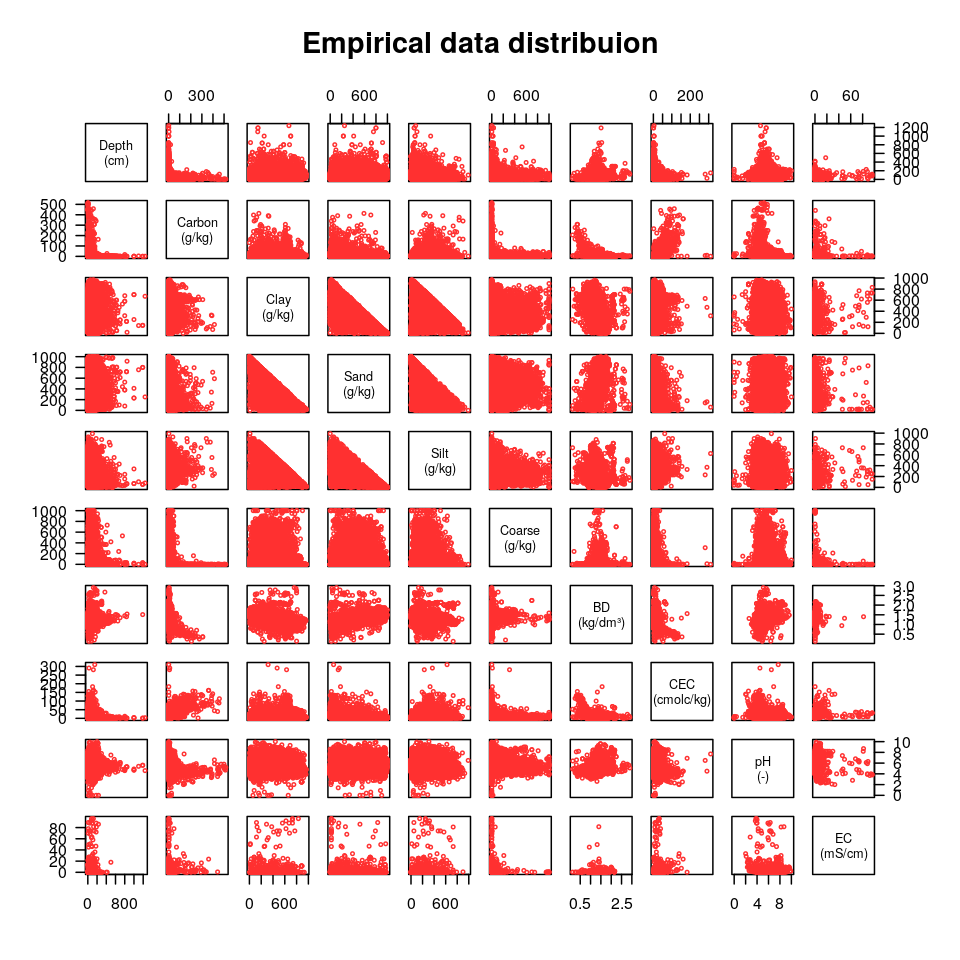 Empirical data distribuion
0 300 0 600 0 600 0 200 0 60
Depth
(cm)
0 200 400 600 800 1200
0 100 200 300 400 500
Carbon
(g/kg)
Clay
(g/kg)
0 200 400 600 800 1000
0 200 400 600 800 1000
Sand
(g/kg)
Silt
(g/kg)
0 200 400 600 800 1000
0 200 400 600 800 1000
Coarse
(g/kg)
BD
(kg/dm³)
0.5 1.0 1.5 2.0 2.5 3.0
0 50 100 150 200 250 300
CEC
(cmolc/kg)
pH
(-)
0 2 4 6 8 10
0 20 40 60 80
EC
(mS/cm)
0 800 0 600 0 600 0.5 2.5 0 4 8